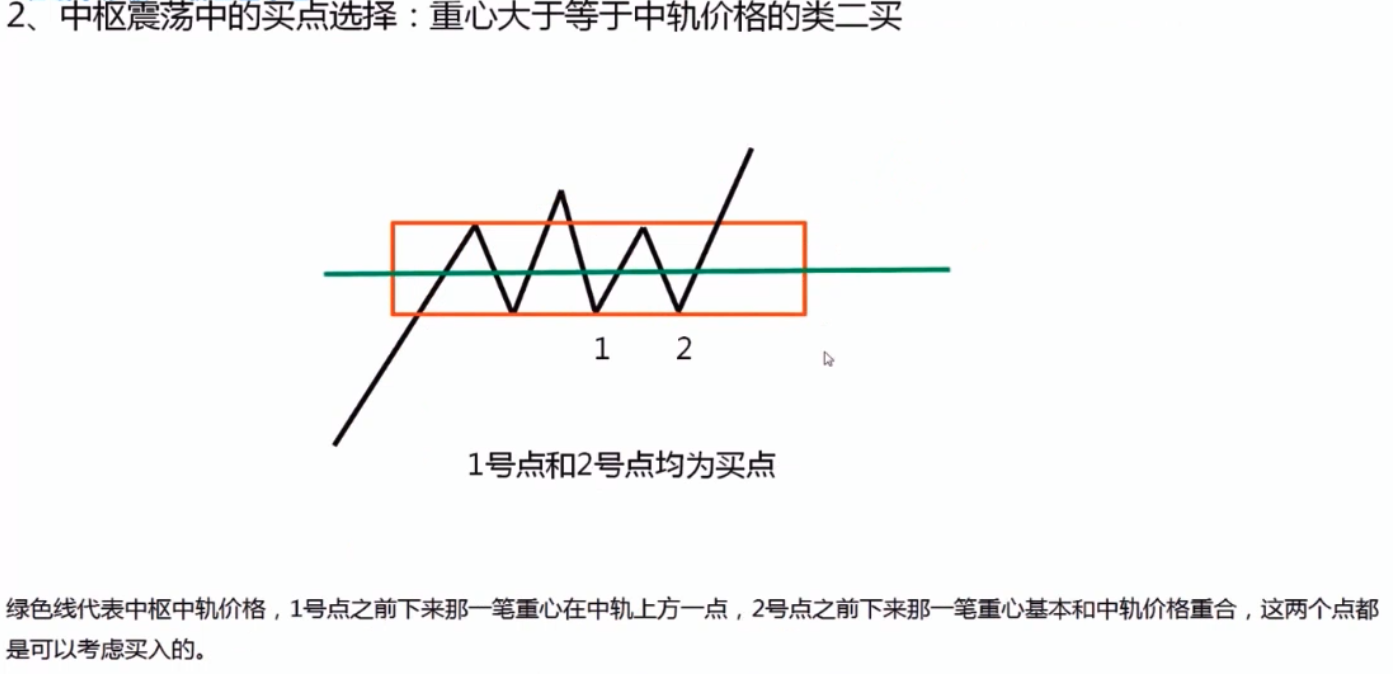 2、中枢震荡中的买点选择：重心大于等于中轨价格的类二买
1 2
1号点和2号点均为买点
绿色线代表中枢中轨价格，1号点之前下来那一笔重心在中轨上方一点，2号点之前下来那一笔重心基本和中轨价格重合，这两个点都
是可以考虑买入的。